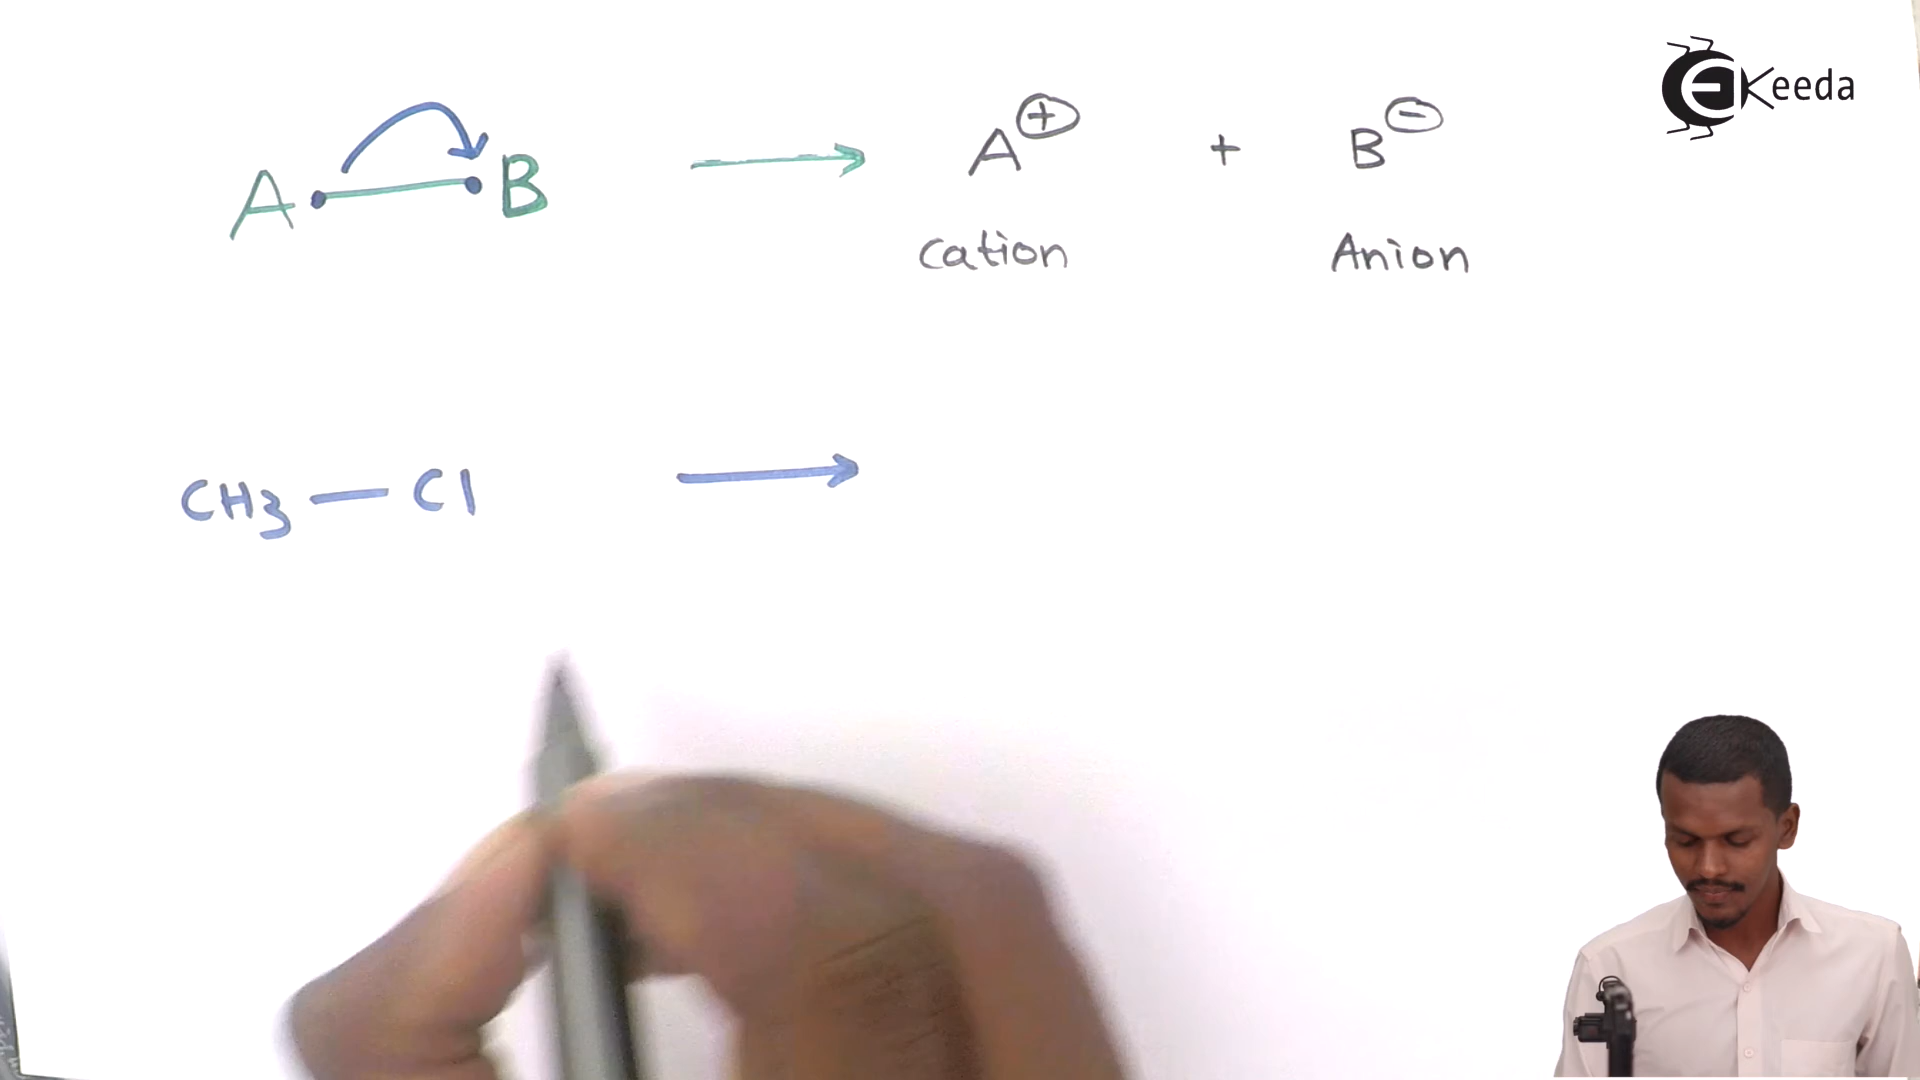 EKeeda
A — B → A⊕ + B⊖
Cation Anion
CH3 — Cl →